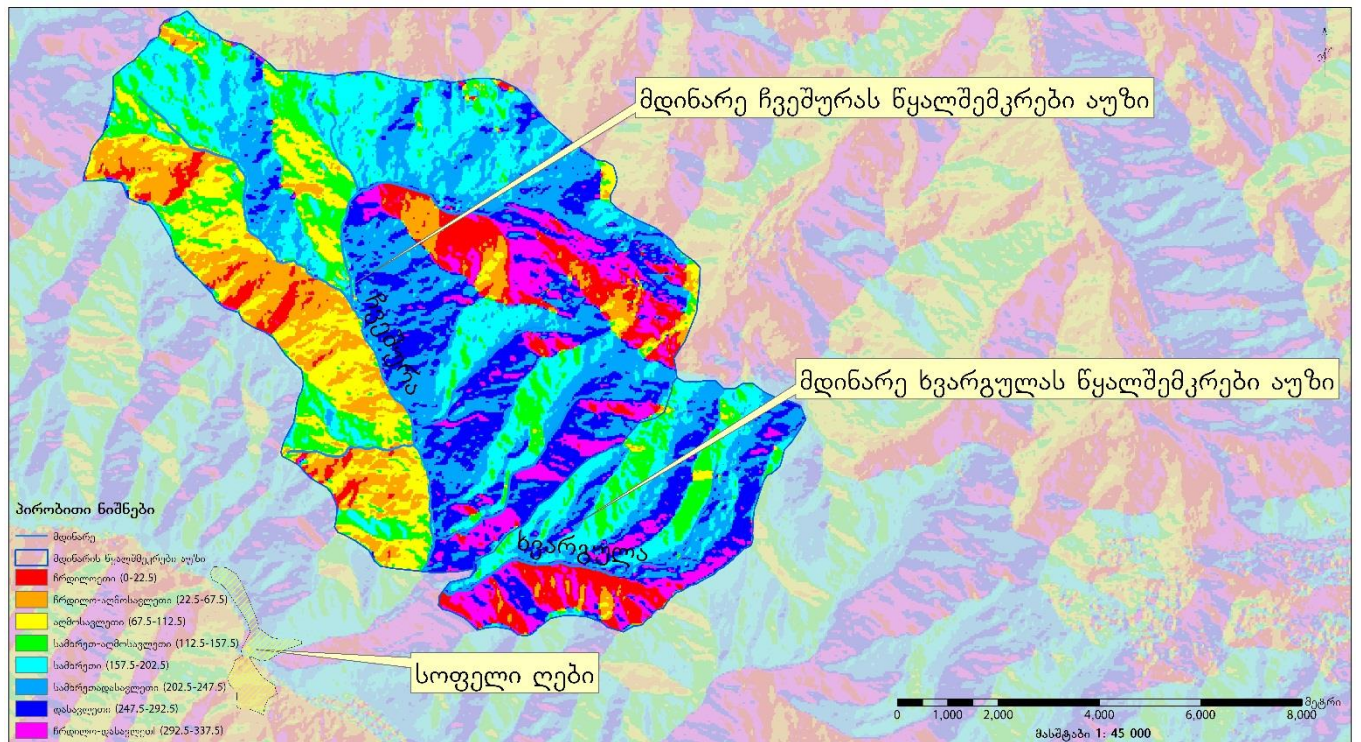 მდინარე ჩვეშურას წყალშემკრები აუზი
ჩვეშურა
მდინარე ხვარგულას წყალშემკრები აუზი
ხვარგულა
სოფელი ღები
პირობითი ნიშნები
მდინარე
მდინარის წყალშემკრები აუზი
ჩრდილოეთი (0-22.5)
ჩრდილო-აღმოსავლეთი (22.5-67.5)
აღმოსავლეთი (67.5-112.5)
სამხრეთ-აღმოსავლეთი (112.5-157.5)
სამხრეთი (157.5-202.5)
სამხრეთადასავლეთი (202.5-247.5)
დასავლეთი (247.5-292.5)
ჩრდილო-დასავლეთი (292.5-337.5)
0 1,000 2,000 4,000 6,000 8,000 მეტრი
მასშტაბი 1: 45 000